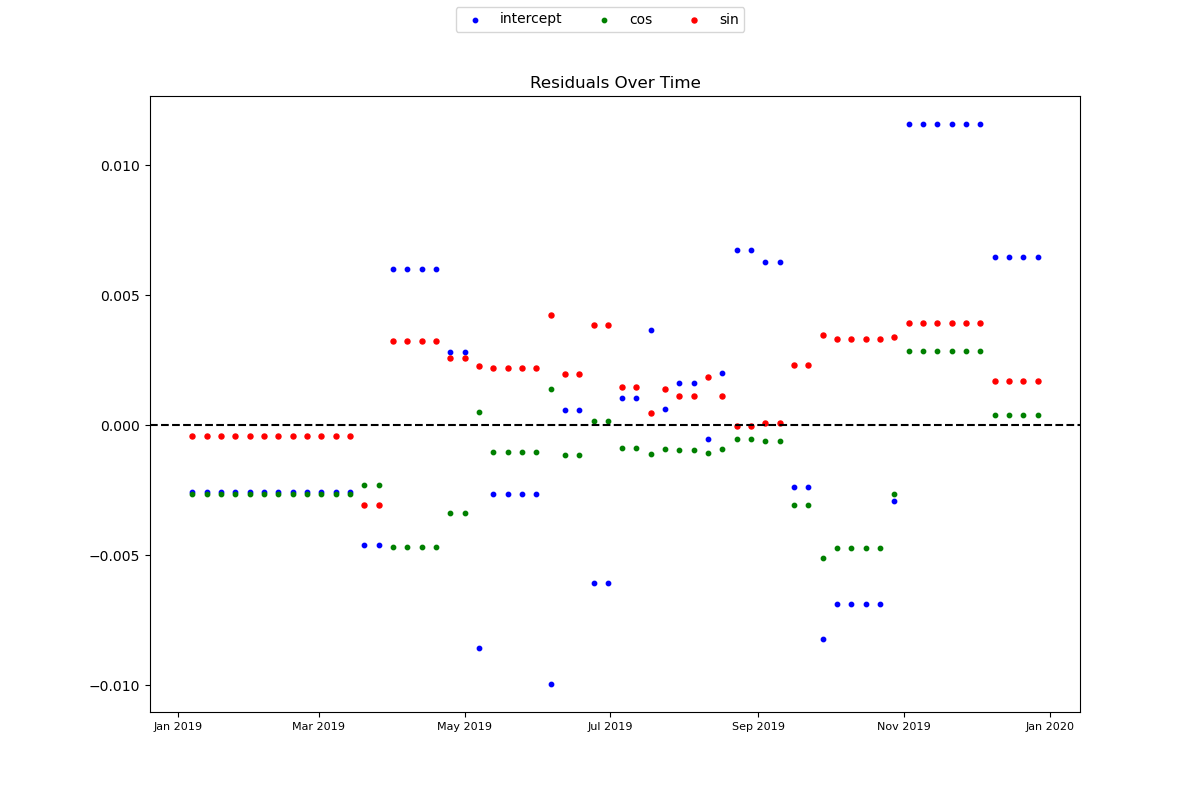 intercept cos sin
Residuals Over Time
0.010
0.005
0.000
−0.005
−0.010
Jan 2019 Mar 2019 May 2019 Jul 2019 Sep 2019 Nov 2019 Jan 2020